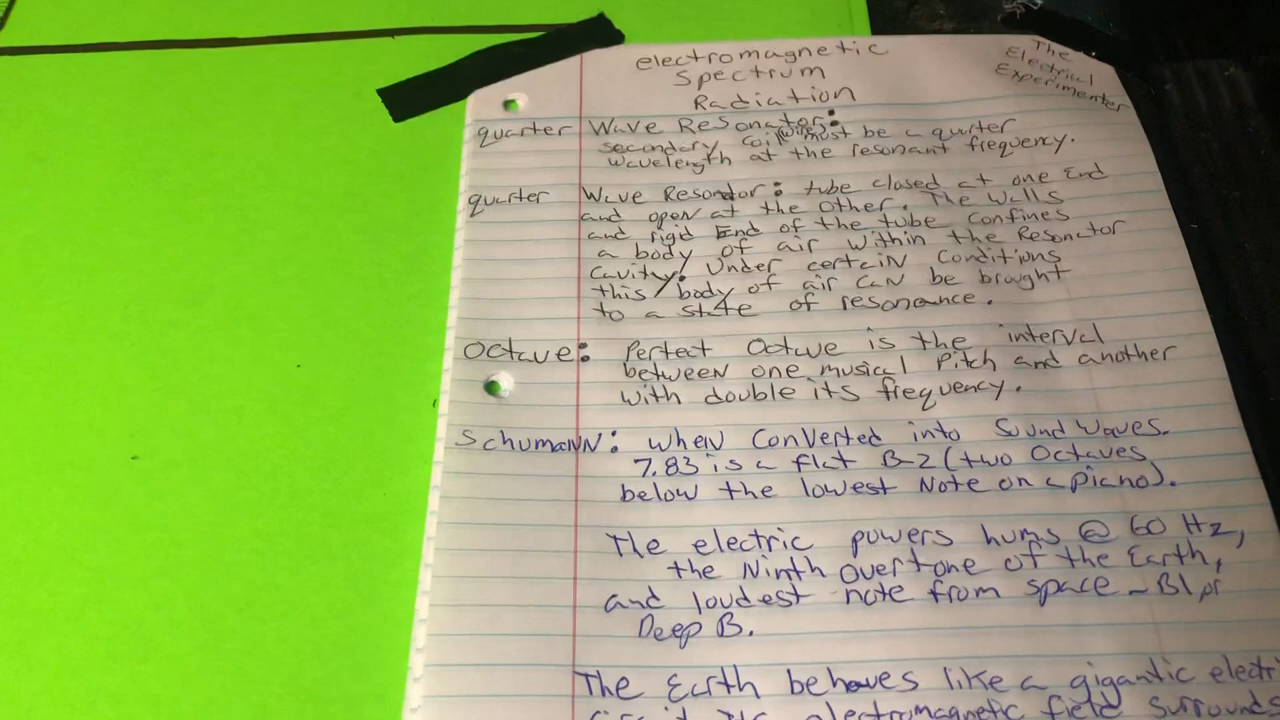 electromagnetic
Spectrum
Radiation
The
Electrical
Experimenter
quarter Wave Resonator:
secondary coil wire must be a quarter
wavelength at the resonant frequency.
quarter Wave Resonator: tube closed at one End
and open at the other. The Walls
and rigid End of the tube confines
a body of air within the Resonator
Cavity. Under certain conditions
this body of air can be brought
to a state of resonance.
Octave: Perfect Octave is the interval
between one musical Pitch and another
with double its frequency.
Schumann: When Converted into Sound Waves.
7.83 is a flat B-2 (two Octaves
below the lowest Note on a piano).
The electric powers hums @ 60 Hz,
the Ninth overtone of the Earth,
and loudest note from space - B1 or
Deep B.
The Earth behaves like a gigantic electri
electromagnetic field surrounds